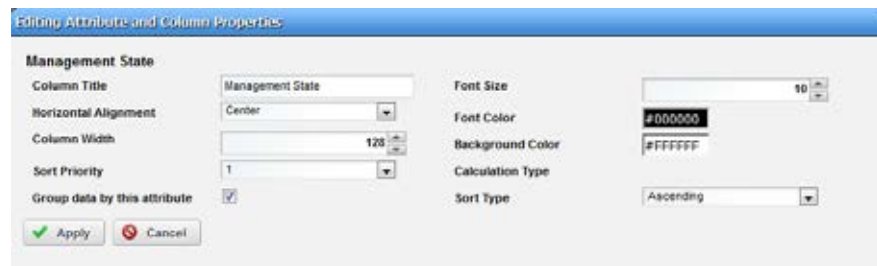 Editing Attribute and Column Properties
Management State
Column Title Management State Font Size 10
Horizontal Alignment Center Font Color #000000
Column Width 128 Background Color #FFFFFF
Sort Priority 1 Calculation Type
Group data by this attribute Sort Type Ascending
Apply Cancel